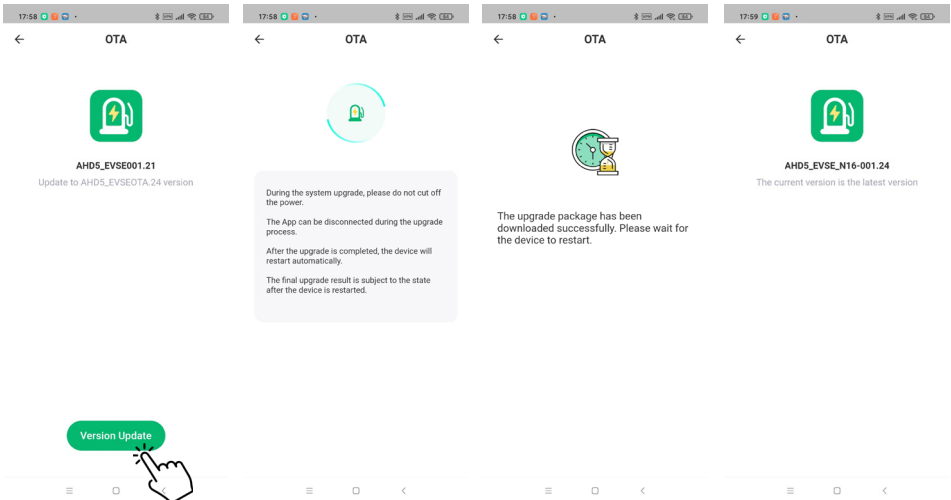 17:58
OTA
AHD5_EVSE001.21
Update to AHD5_EVSEOTA.24 version
Version Update
17:58
OTA
During the system upgrade, please do not cut off
the power.
The App can be disconnected during the upgrade
process.
After the upgrade is completed, the device will
restart automatically.
The final upgrade result is subject to the state
after the device is restarted.
17:58
OTA
The upgrade package has been
downloaded successfully. Please wait for
the device to restart.
17:59
OTA
AHD5_EVSE_N16-001.24
The current version is the latest version